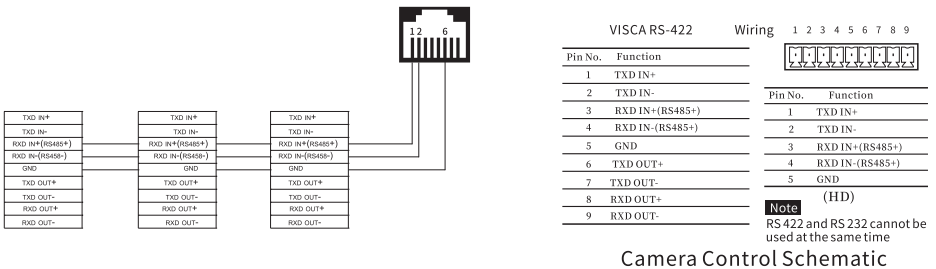 12 6
TXD IN+
TXD IN-
RXD IN+(RS485+)
RXD IN-(RS458-)
GND
TXD OUT+
TXD OUT-
RXD OUT+
RXD OUT-
TXD IN+
TXD IN-
RXD IN+(RS485+)
RXD IN-(RS458-)
GND
TXD OUT+
TXD OUT-
RXD OUT+
RXD OUT-
TXD IN+
TXD IN-
RXD IN+(RS485+)
RXD IN-(RS458-)
GND
TXD OUT+
TXD OUT-
RXD OUT+
RXD OUT-
VISCA RS-422 Wiring 1 2 3 4 5 6 7 8 9
Pin No. Function
1 TXD IN+
2 TXD IN-
3 RXD IN+(RS485+)
4 RXD IN-(RS485+)
5 GND
6 TXD OUT+
7 TXD OUT-
8 RXD OUT+
9 RXD OUT-
Pin No. Function
1 TXD IN+
2 TXD IN-
3 RXD IN+(RS485+)
4 RXD IN-(RS485+)
5 GND
(HD)
Note
RS 422 and RS 232 cannot be
used at the same time
Camera Control Schematic